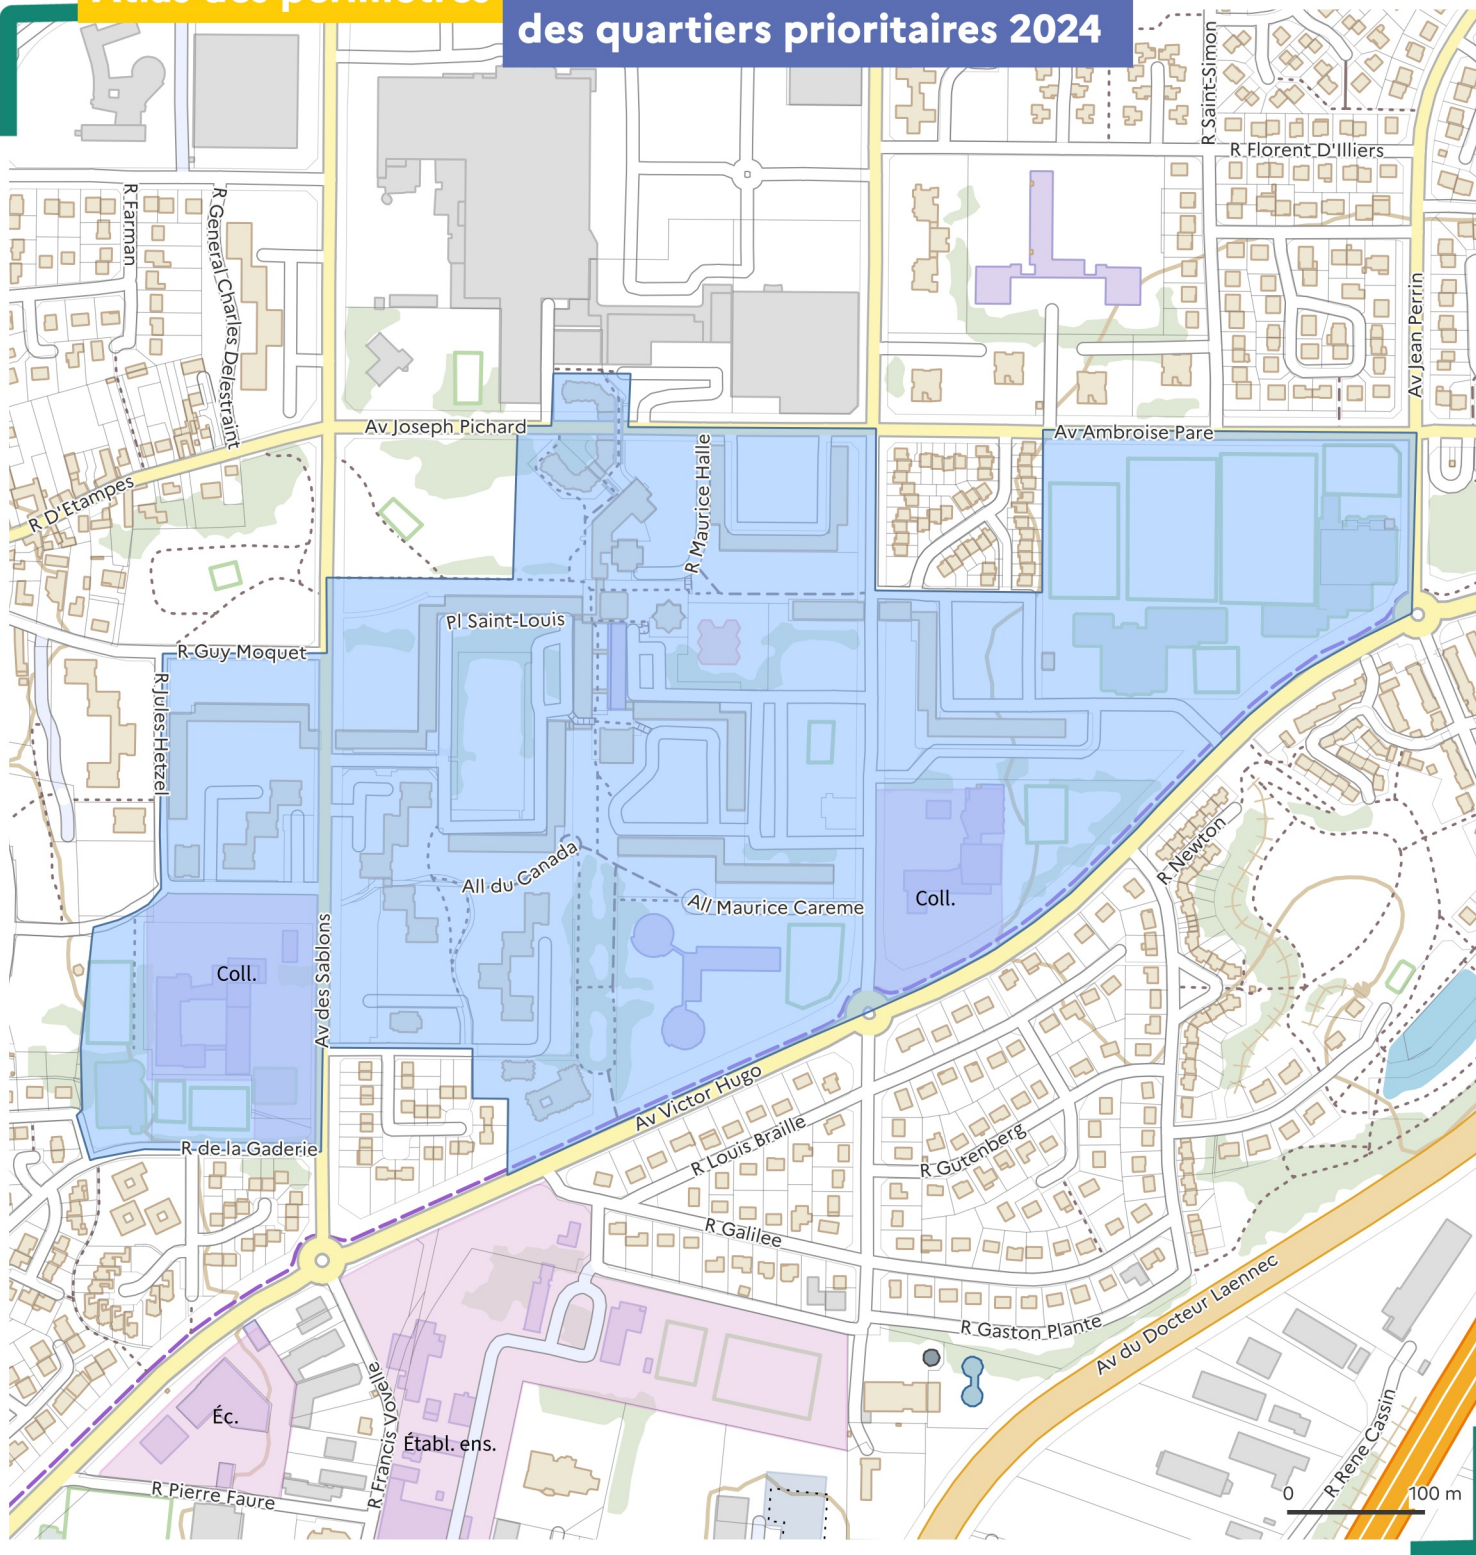 Atlas des périmètres
des quartiers prioritaires 2024
R Saint-Simon
R Florent D'Illiers
R Farman
R General Charles Delestraint
Av Jean Perrin
Av Joseph Pichard
Av Ambroise Pare
R D'Etampes
R Maurice Halle
Pl Saint-Louis
R Guy Moquet
R Jules Hetzel
R Newton
All du Canada
All Maurice Careme
Coll.
Coll.
Av des Sablons
Av Victor Hugo
R Louis Braille
R Gutenberg
R de la Gaderie
R Galilee
Av du Docteur Laennec
R Gaston Plante
R Francis Vovelle
Éc.
Établ. ens.
R Rene Cassin
R Pierre Faure
0 100 m